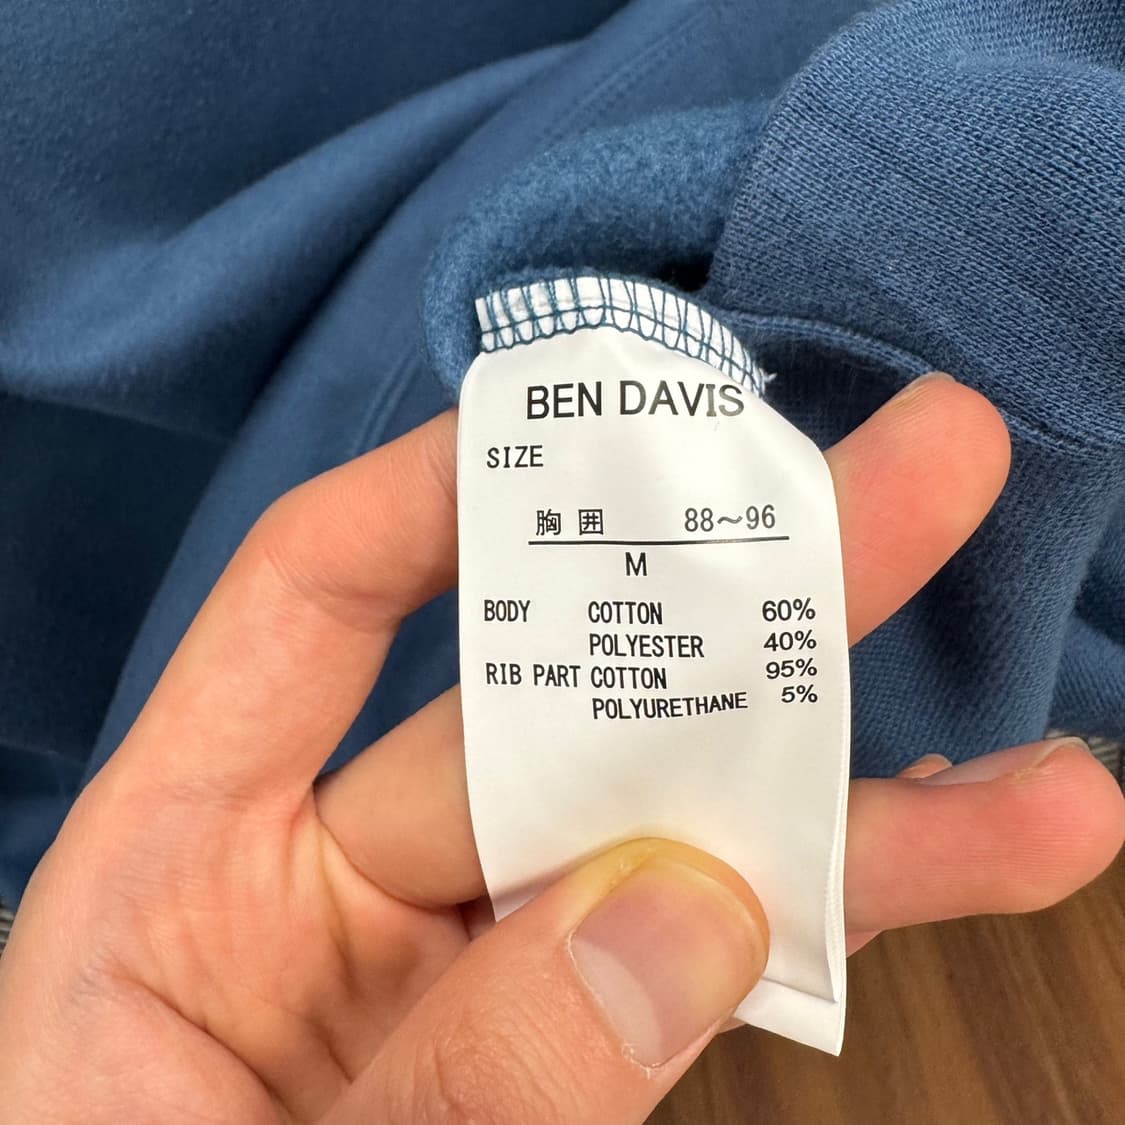 BEN DAVIS
SIZE
胸囲 88～96
M
BODY COTTON 60%
POLYESTER 40%
RIB PART COTTON 95%
POLYURETHANE 5%